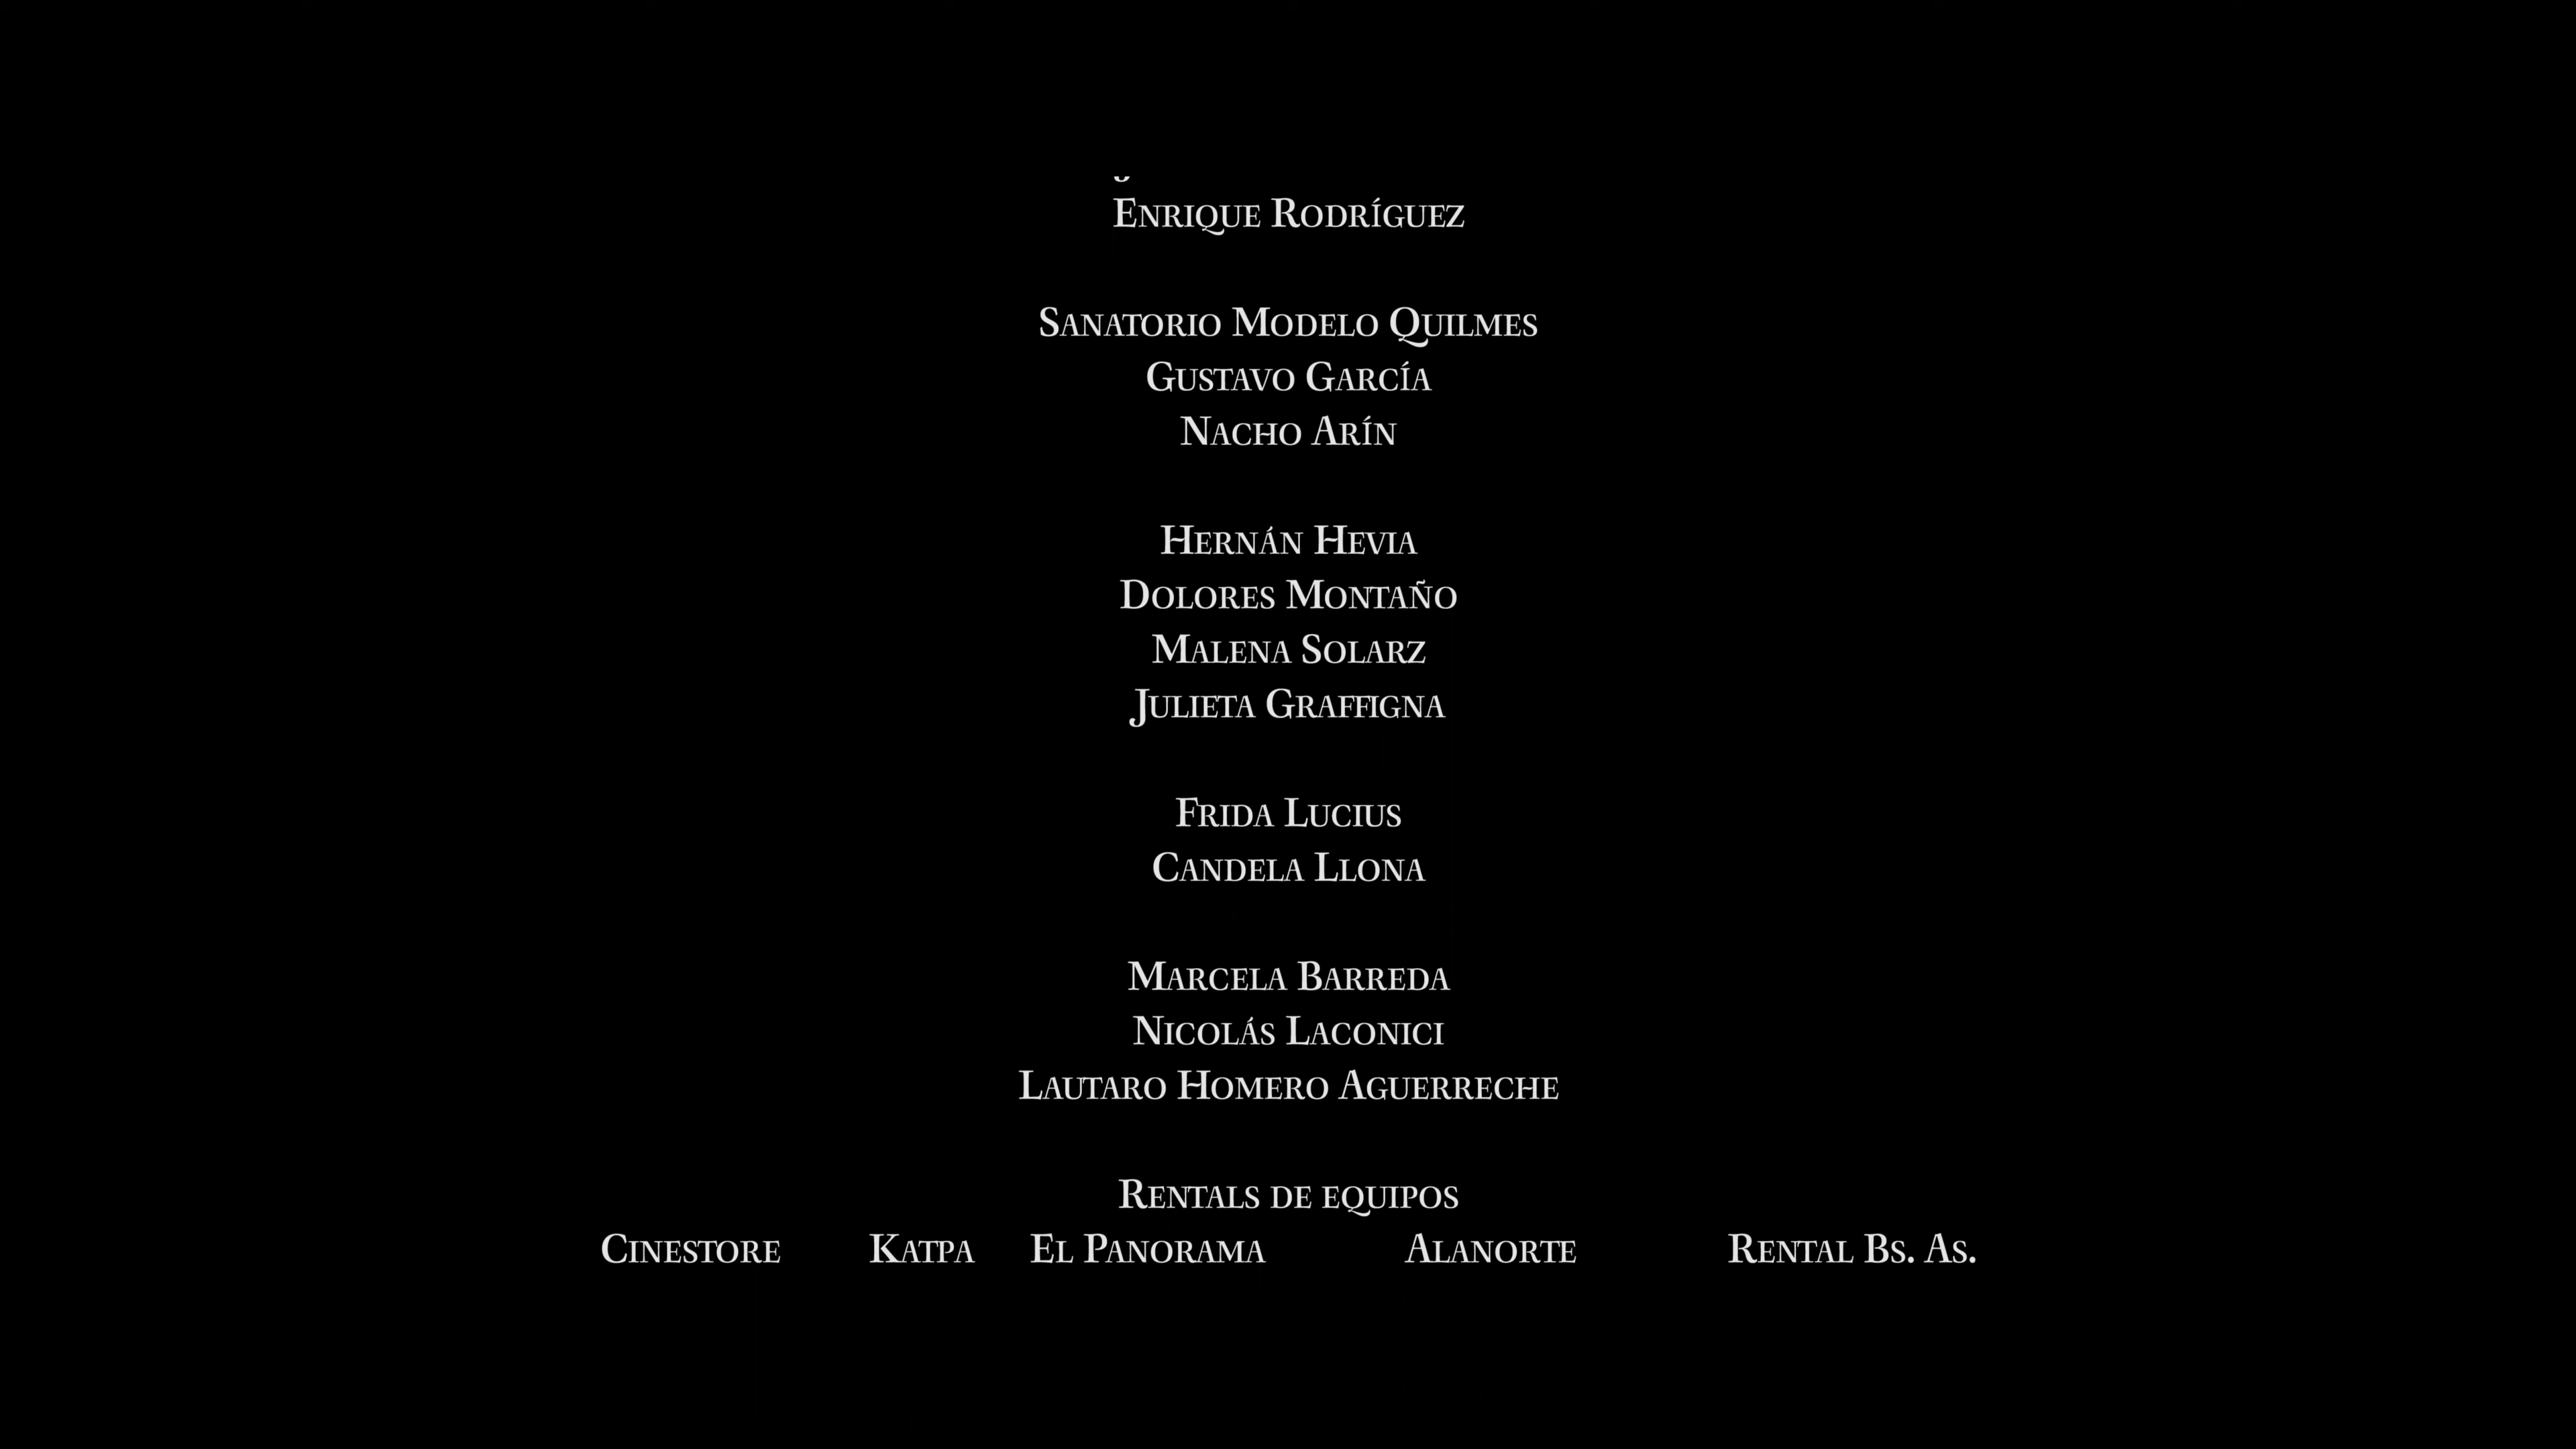 Enrique Rodríguez
Sanatorio Modelo Quilmes
Gustavo García
Nacho Arín
Hernán Hevia
Dolores Montaño
Malena Solarz
Julieta Graffigna
Frida Lucius
Candela Llona
Marcela Barreda
Nicolás Laconici
Lautaro Homero Aguerreche
Rentals de equipos
Cinestore Katpa El Panorama Alanorte Rental Bs. As.